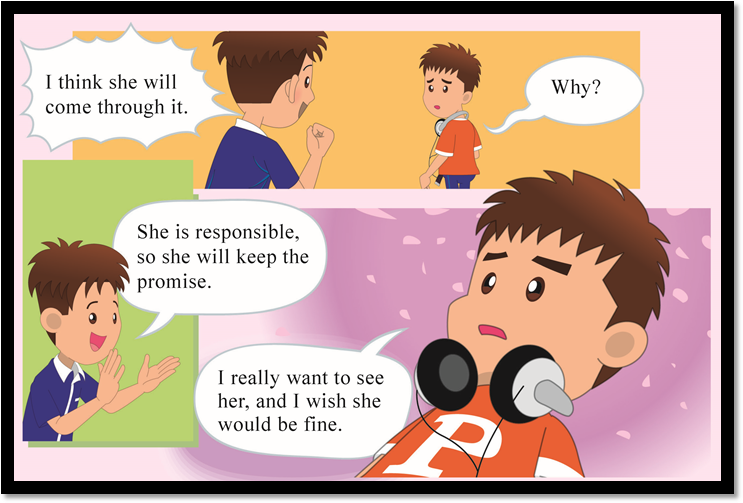 I think she will
come through it.
Why?
She is responsible,
so she will keep the
promise.
I really want to see
her, and I wish she
would be fine.
P